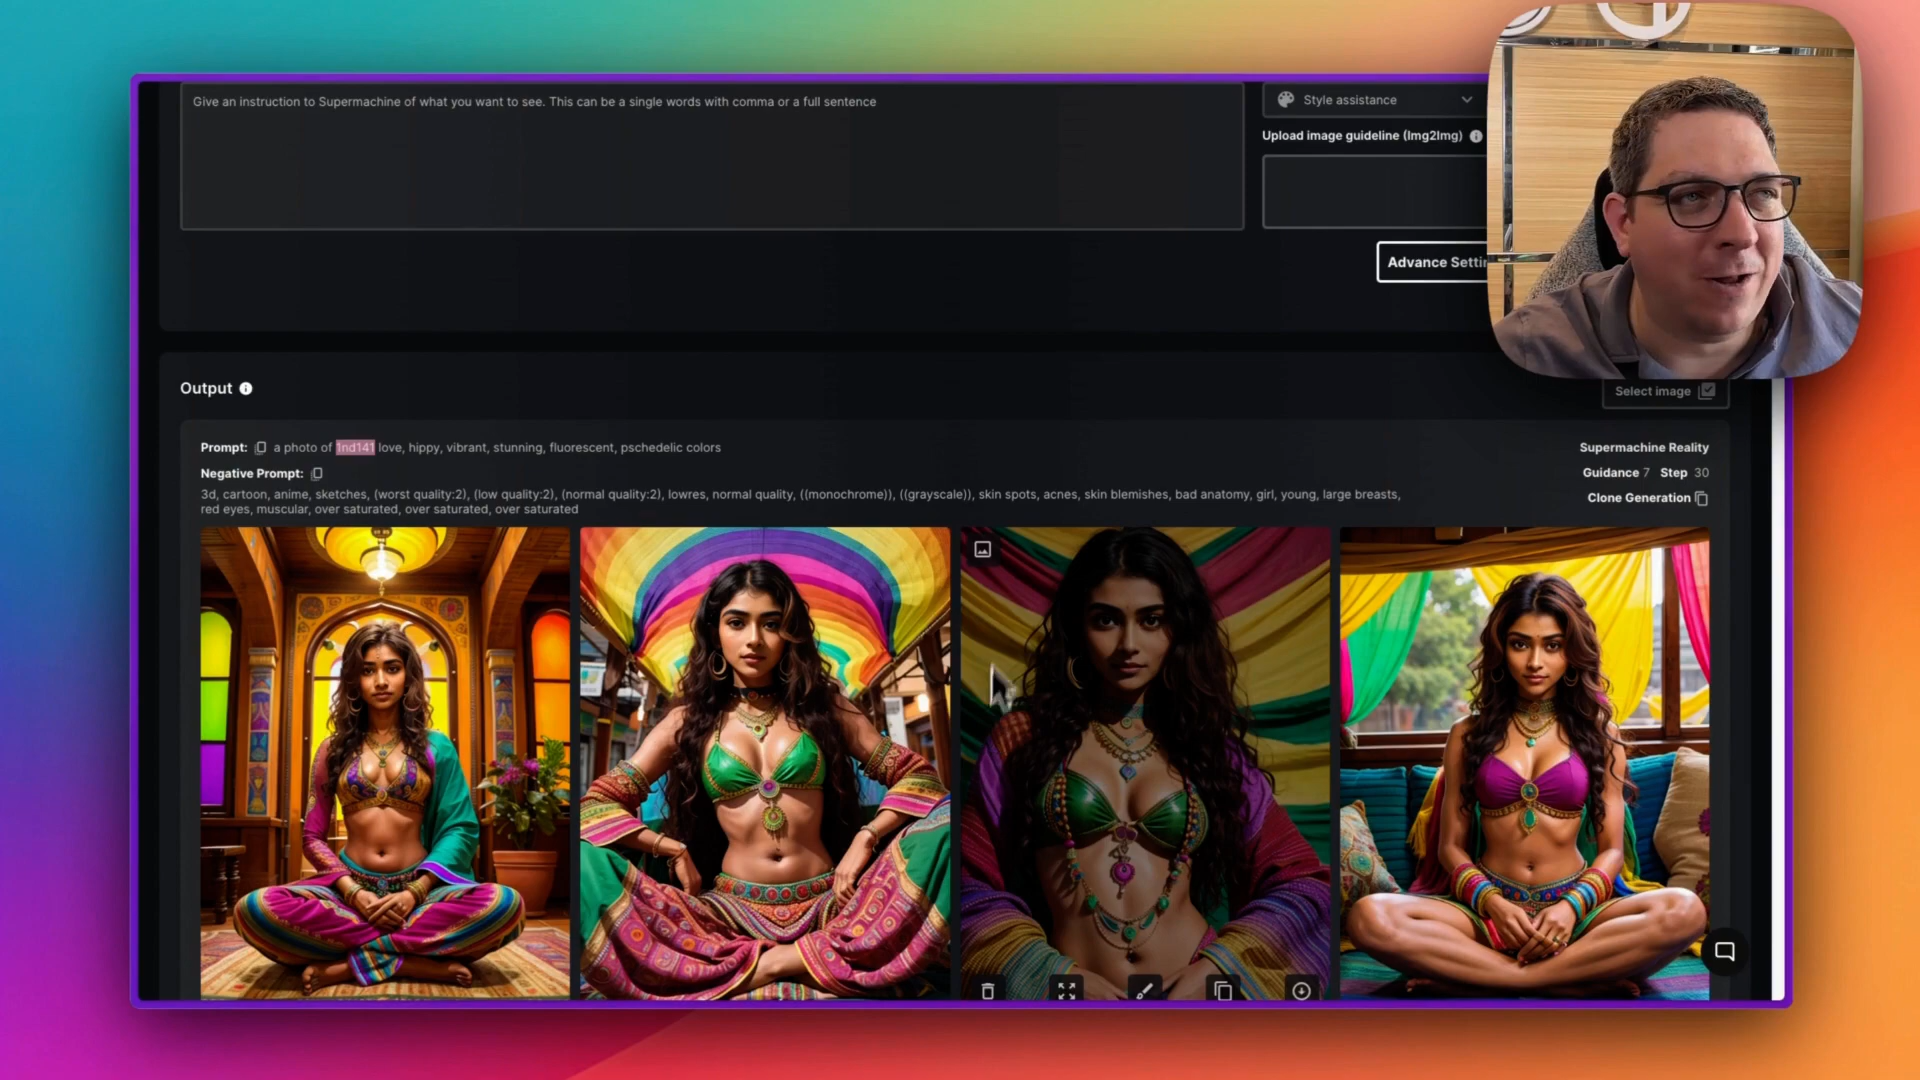 Give an instruction to Supermachine of what you want to see. This can be a single words with comma or a full sentence
Style assistance
Upload image guideline (Img2Img)
Advance Settin
Output
Select image
Prompt: a photo of 1nd141 love, hippy, vibrant, stunning, fluorescent, pschedelic colors
Supermachine Reality
Negative Prompt:
Guidance 7 Step 30
3d, cartoon, anime, sketches, (worst quality:2), (low quality:2), (normal quality:2), lowres, normal quality, ((monochrome)), ((grayscale)), skin spots, acnes, skin blemishes, bad anatomy, girl, young, large breasts,
red eyes, muscular, over saturated, over saturated, over saturated
Clone Generation